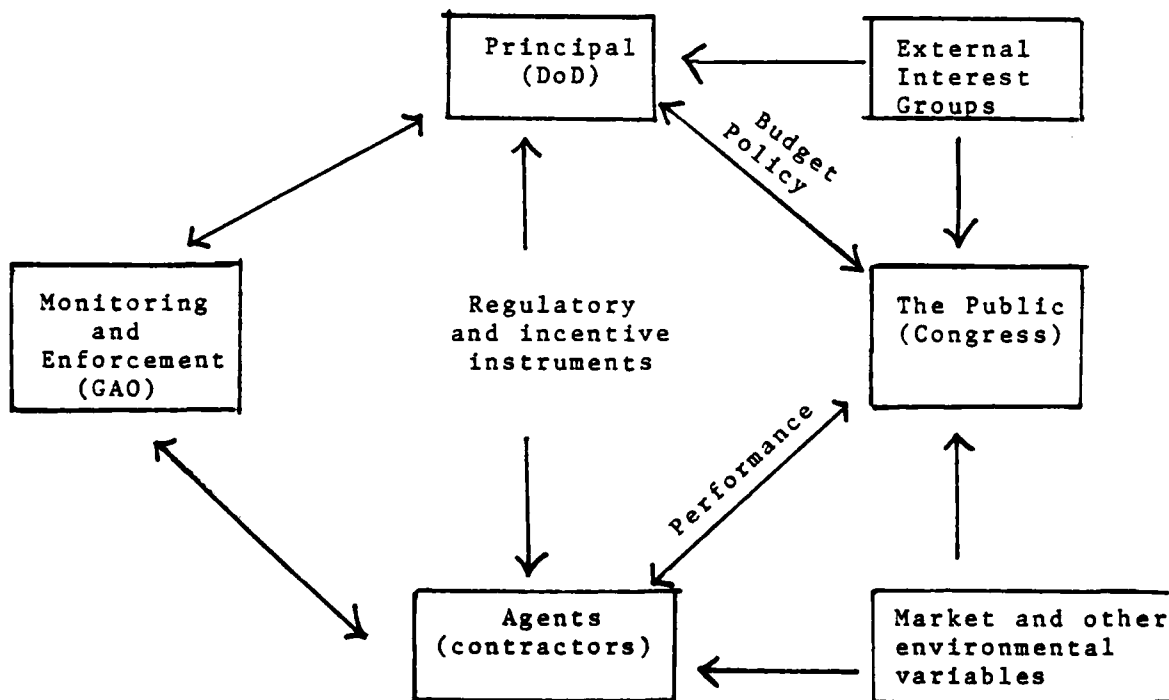 Principal
(DoD)
External
Interest
Groups
Budget
Policy
Monitoring
and
Enforcement
(GAO)
Regulatory
and incentive
instruments
The Public
(Congress)
Performance
Agents
(contractors)
Market and other
environmental
variables